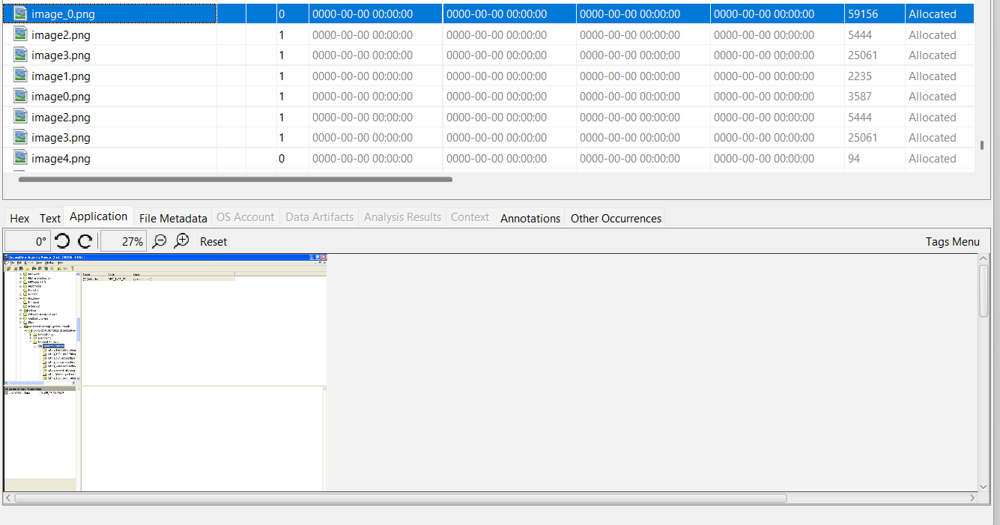 image_0.png 0 0000-00-00 00:00:00 0000-00-00 00:00:00 0000-00-00 00:00:00 0000-00-00 00:00:00 59156 Allocated
image2.png 1 0000-00-00 00:00:00 0000-00-00 00:00:00 0000-00-00 00:00:00 0000-00-00 00:00:00 5444 Allocated
image3.png 1 0000-00-00 00:00:00 0000-00-00 00:00:00 0000-00-00 00:00:00 0000-00-00 00:00:00 25061 Allocated
image1.png 1 0000-00-00 00:00:00 0000-00-00 00:00:00 0000-00-00 00:00:00 0000-00-00 00:00:00 2235 Allocated
image0.png 1 0000-00-00 00:00:00 0000-00-00 00:00:00 0000-00-00 00:00:00 0000-00-00 00:00:00 3587 Allocated
image2.png 1 0000-00-00 00:00:00 0000-00-00 00:00:00 0000-00-00 00:00:00 0000-00-00 00:00:00 5444 Allocated
image3.png 1 0000-00-00 00:00:00 0000-00-00 00:00:00 0000-00-00 00:00:00 0000-00-00 00:00:00 25061 Allocated
image4.png 0 0000-00-00 00:00:00 0000-00-00 00:00:00 0000-00-00 00:00:00 0000-00-00 00:00:00 94 Allocated
Hex Text Application File Metadata OS Account Data Artifacts Analysis Results Context Annotations Other Occurrences
0° 27% Reset Tags Menu
Name Type Data